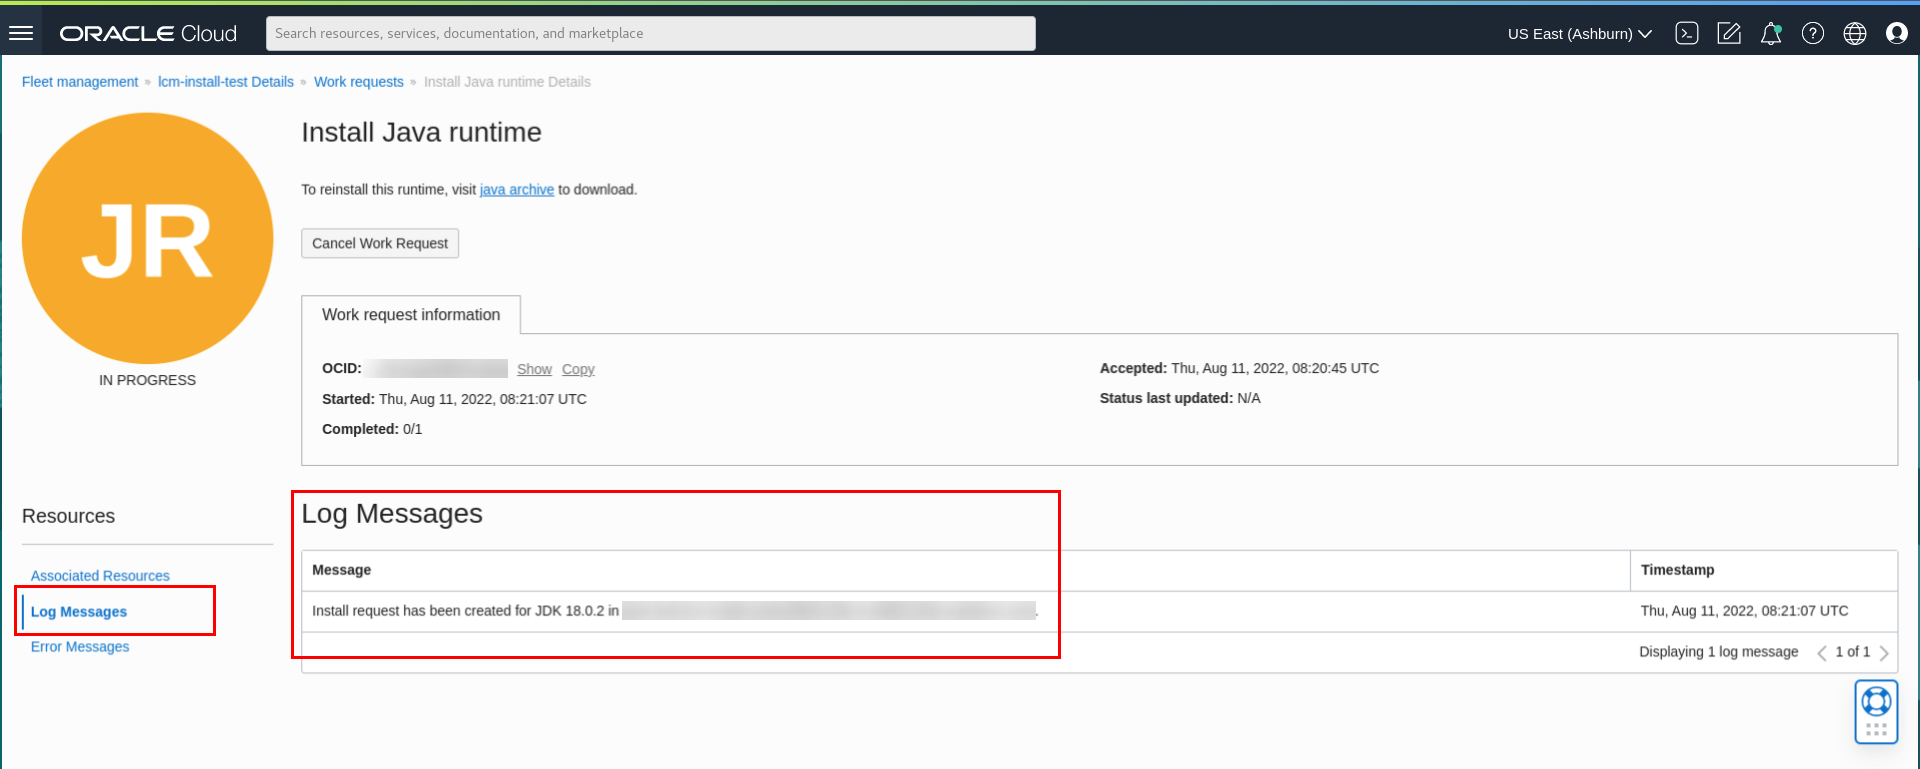 ORACLE Cloud
Search resources, services, documentation, and marketplace
US East (Ashburn)
Fleet management » lcm-install-test Details » Work requests » Install Java runtime Details
JR
IN PROGRESS
Install Java runtime
To reinstall this runtime, visit java archive to download.
Cancel Work Request
Work request information
OCID: Show Copy
Accepted: Thu, Aug 11, 2022, 08:20:45 UTC
Started: Thu, Aug 11, 2022, 08:21:07 UTC
Status last updated: N/A
Completed: 0/1
Resources
Associated Resources
Log Messages
Error Messages
Log Messages
Message Timestamp
Install request has been created for JDK 18.0.2 in . Thu, Aug 11, 2022, 08:21:07 UTC
Displaying 1 log message < 1 of 1 >